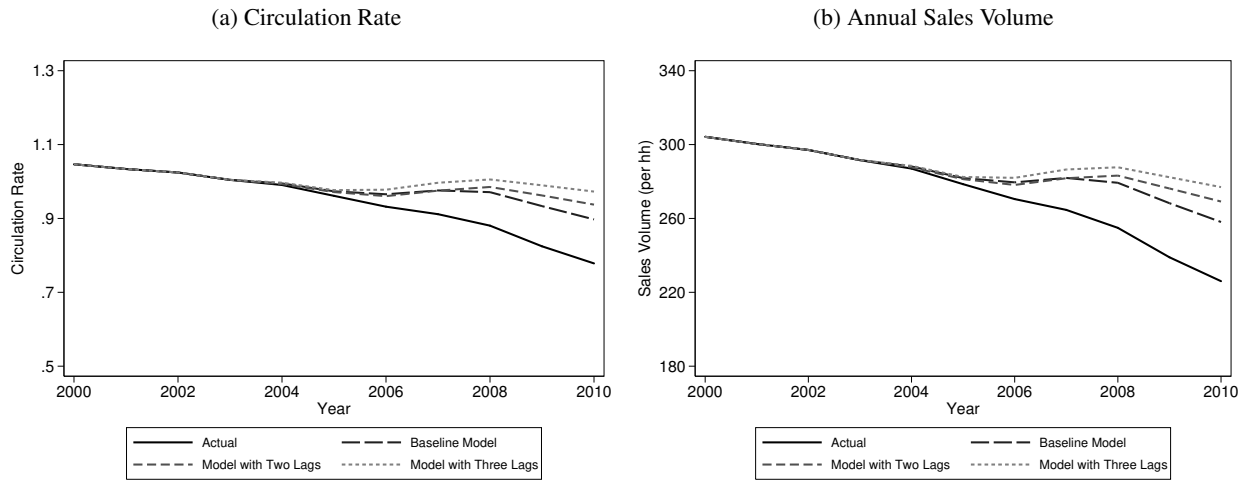 (a) Circulation Rate
1.3
1.1
.9
.7
.5
Circulation Rate
2000 2002 2004 2006 2008 2010
Year
Actual Baseline Model
Model with Two Lags Model with Three Lags
(b) Annual Sales Volume
340
300
260
220
180
Sales Volume (per hh)
2000 2002 2004 2006 2008 2010
Year
Actual Baseline Model
Model with Two Lags Model with Three Lags